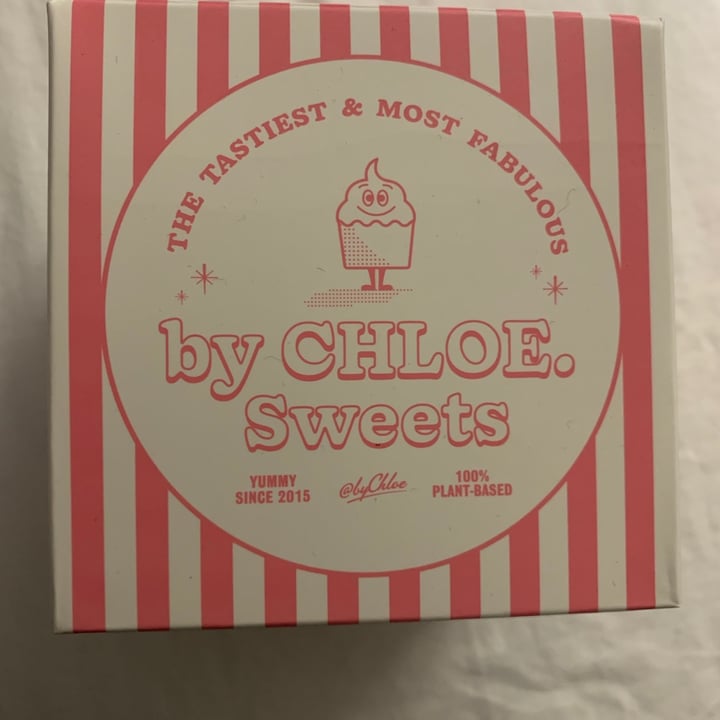 THE TASTIEST & MOST FABULOUS
by CHLOE.
Sweets
YUMMY
SINCE 2015
@byChloe
100%
PLANT-BASED